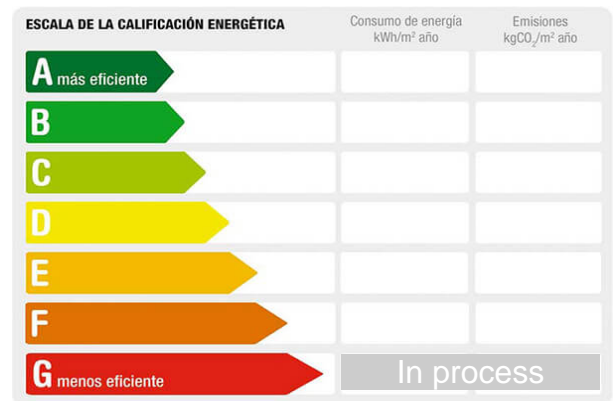 ESCALA DE LA CALIFICACIÓN ENERGÉTICA
Consumo de energía
kWh/m² año
Emisiones
kgCO₂/m² año
A más eficiente
B
C
D
E
F
G menos eficiente
In process